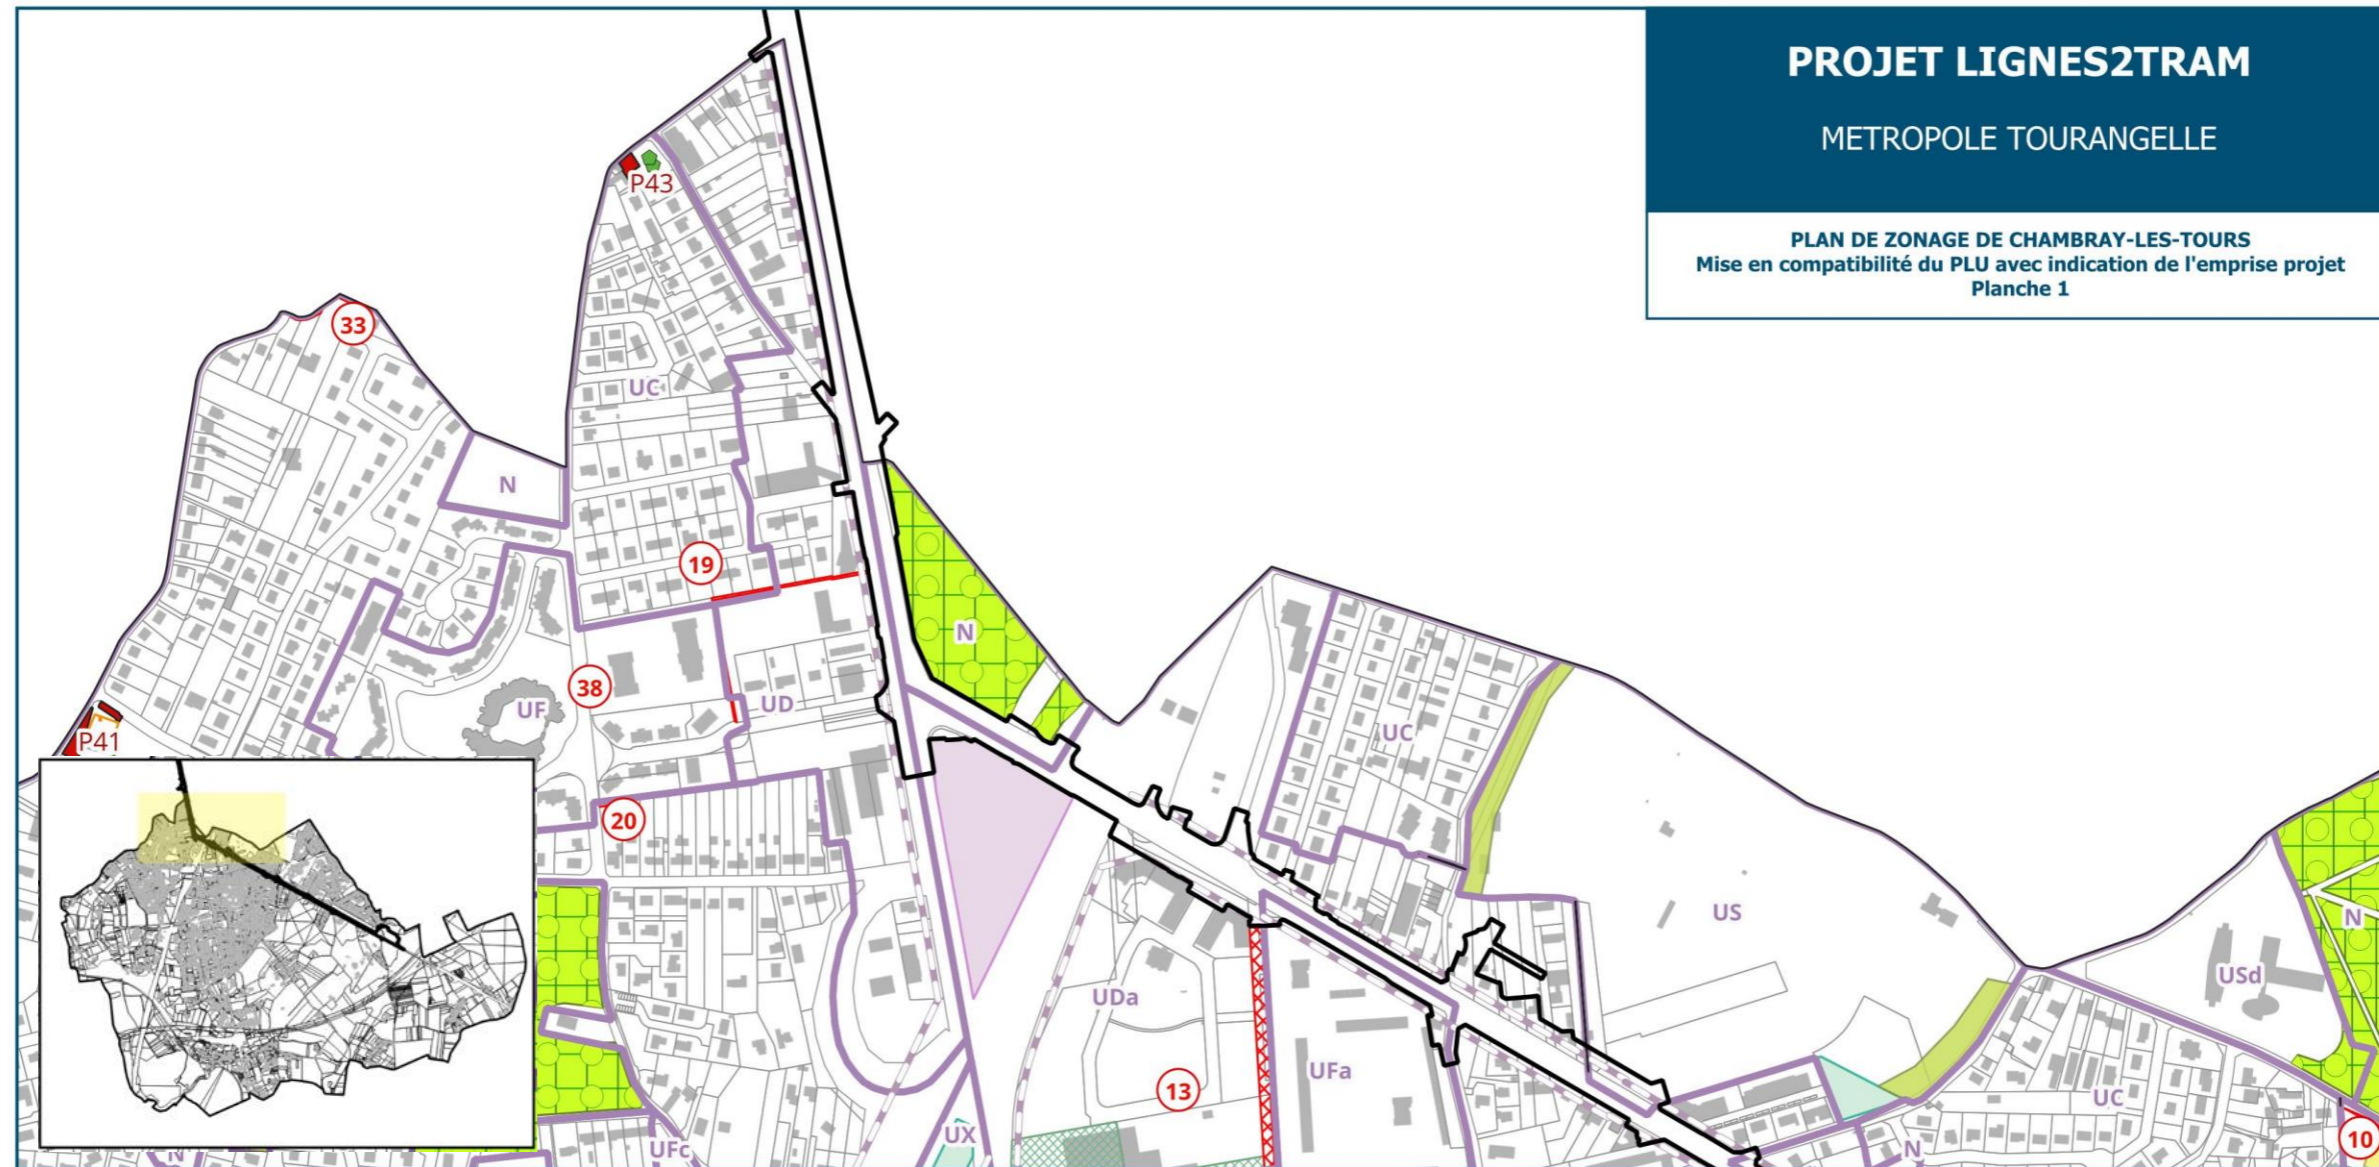 PROJET LIGNES2TRAM
METROPOLE TOURANGELLE
PLAN DE ZONAGE DE CHAMBRAY-LES-TOURS
Mise en compatibilité du PLU avec indication de l'emprise projet
Planche 1
P43
33
UC
N
19
N
38
UF
UD
P41
UC
20
US
N
USd
UDa
UFa
13
UC
UX
10
UFc
N
N